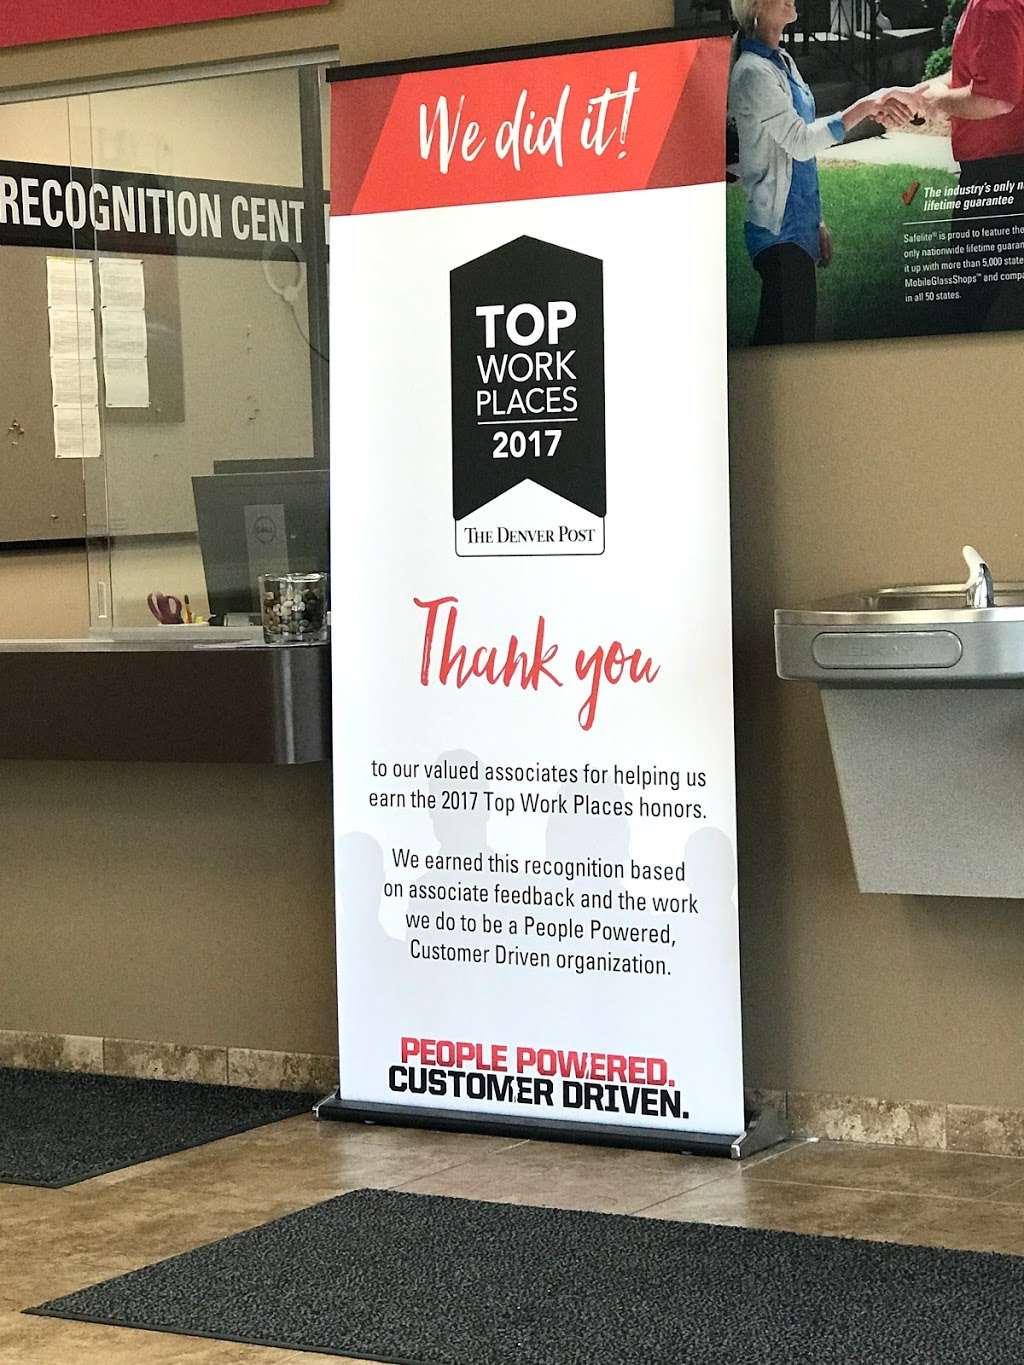 RECOGNITION CENT
We did it!
TOP
WORK
PLACES
2017
THE DENVER POST
Thank you
to our valued associates for helping us
earn the 2017 Top Work Places honors.
We earned this recognition based
on associate feedback and the work
we do to be a People Powered,
Customer Driven organization.
PEOPLE POWERED.
CUSTOMER DRIVEN.
The industry's only n
lifetime guarantee
Safelite® is proud to feature the
only nationwide lifetime guaran
it up with more than 5,000 state
MobileGlassShops™ and comp
in all 50 states.
DELL